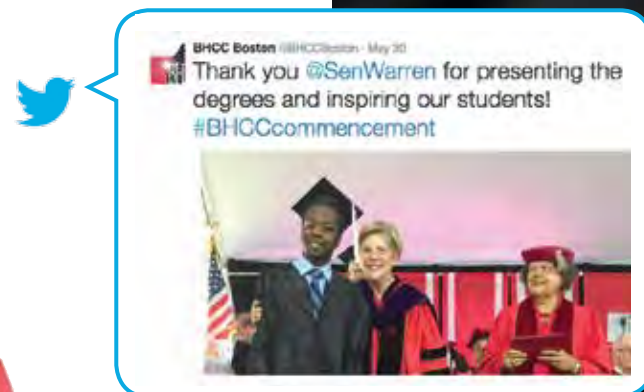 BHCC Boston @BHCCBoston · May 30
Thank you @SenWarren for presenting the
degrees and inspiring our students!
#BHCCcommencement